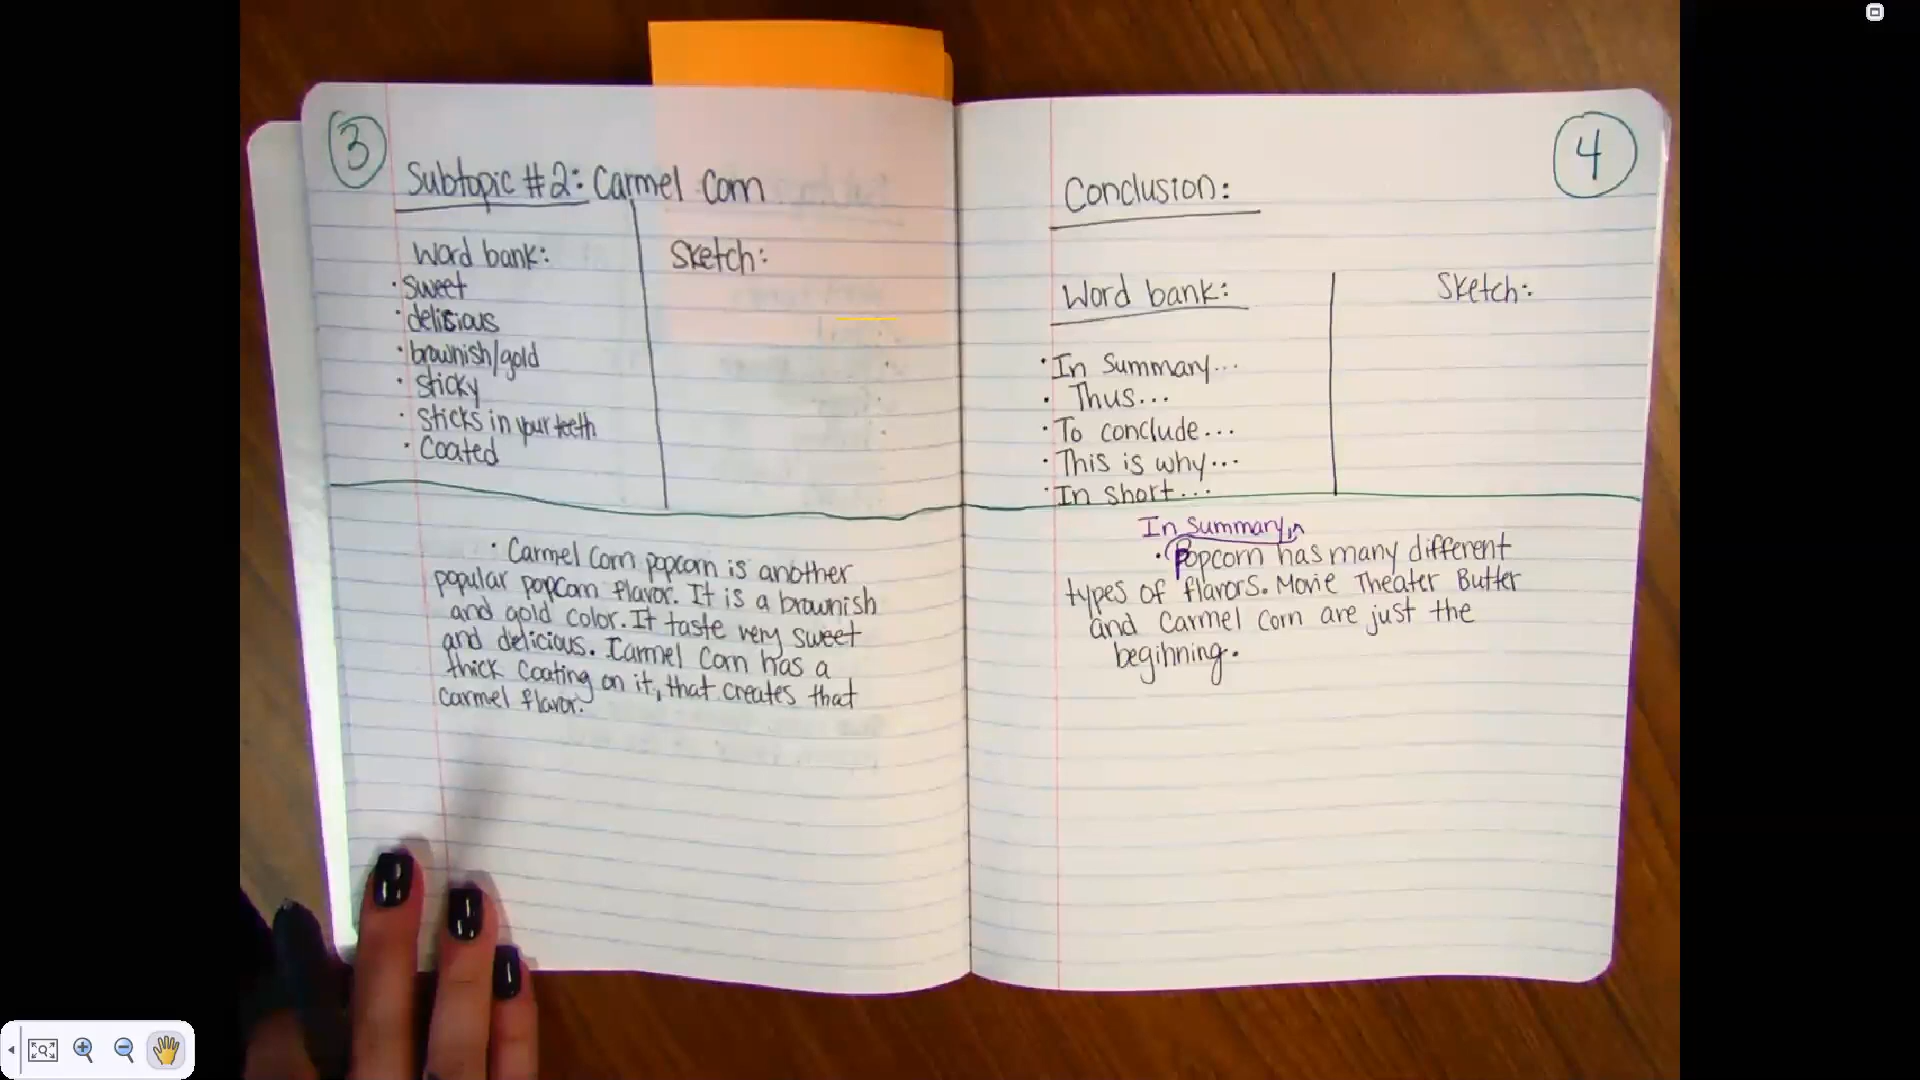 3
Subtopic #2: Carmel Corn
Word bank:
• sweet
• delicious
• brownish/gold
• sticky
• sticks in your teeth
• Coated
Sketch:
• Carmel Corn popcorn is another
popular popcorn flavor. It is a brownish
and gold color. It taste very sweet
and delicious. Carmel Corn has a
thick coating on it, that creates that
carmel flavor.
4
Conclusion:
Word bank:
• In Summary...
• Thus...
• To conclude...
• This is why...
• In short...
Sketch:
In summary,
• Popcorn has many different
types of flavors. Movie Theater Butter
and Carmel Corn are just the
beginning.